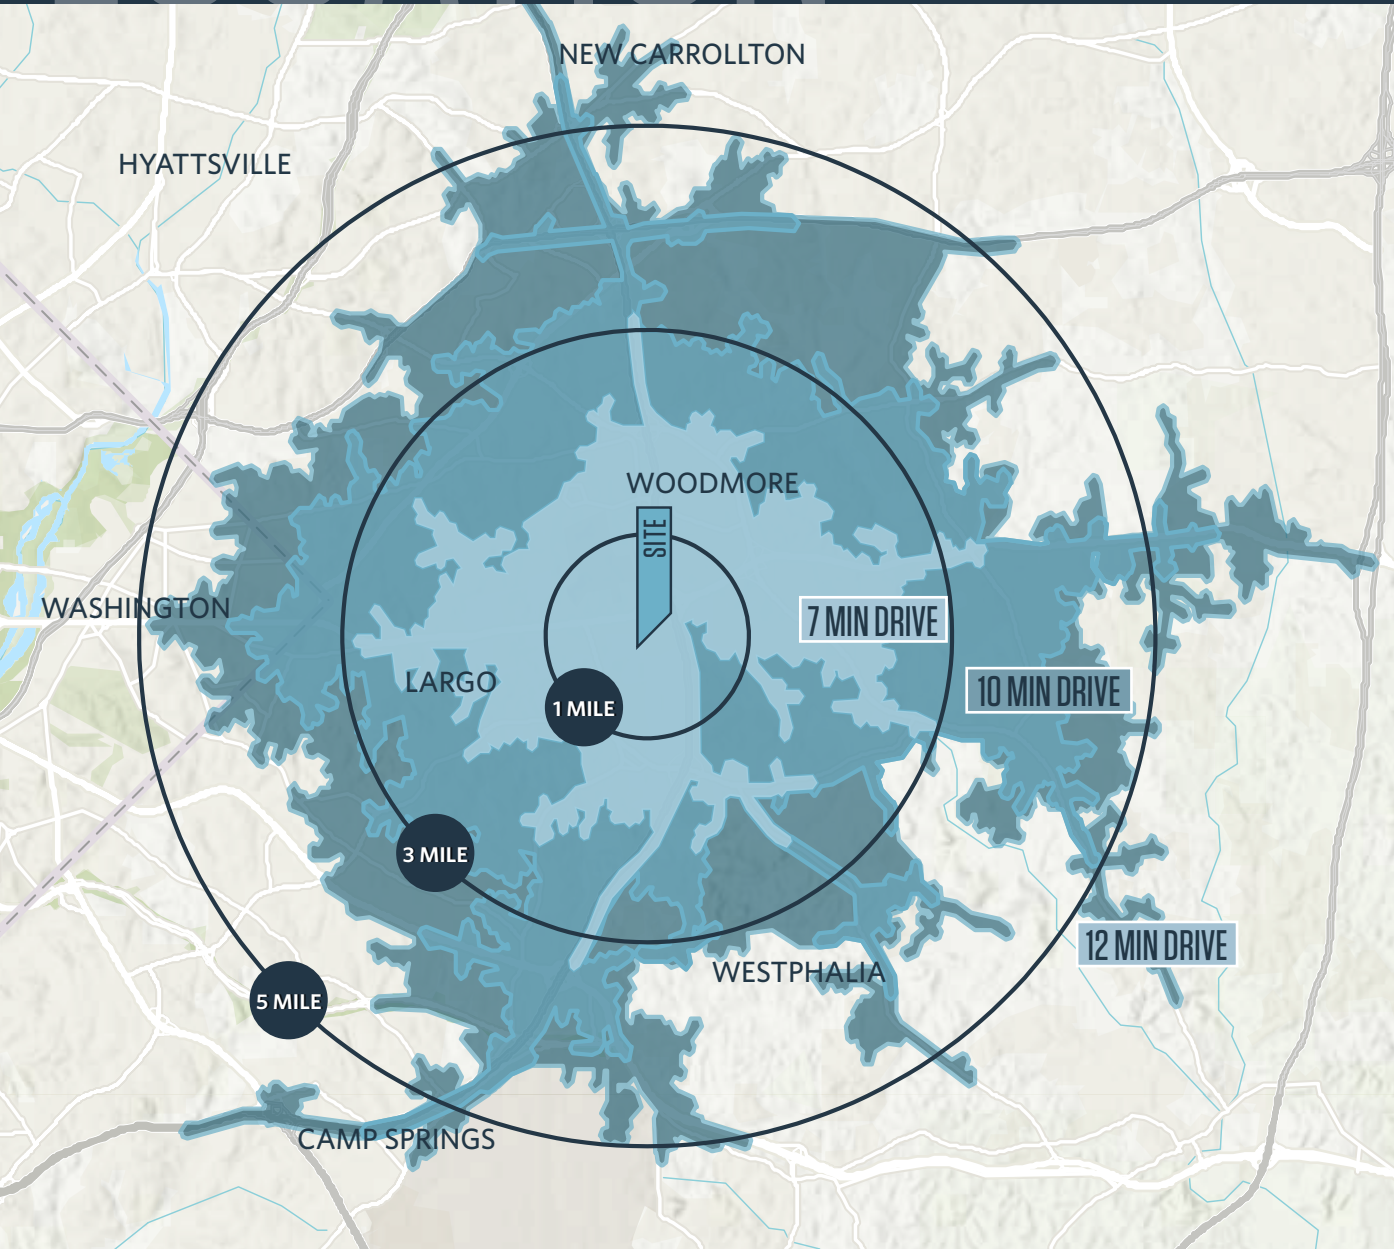 NEW CARROLLTON
HYATTSVILLE
WOODMORE
SITE
WASHINGTON
7 MIN DRIVE
LARGO
10 MIN DRIVE
1 MILE
3 MILE
12 MIN DRIVE
WESTPHALIA
5 MILE
CAMP SPRINGS